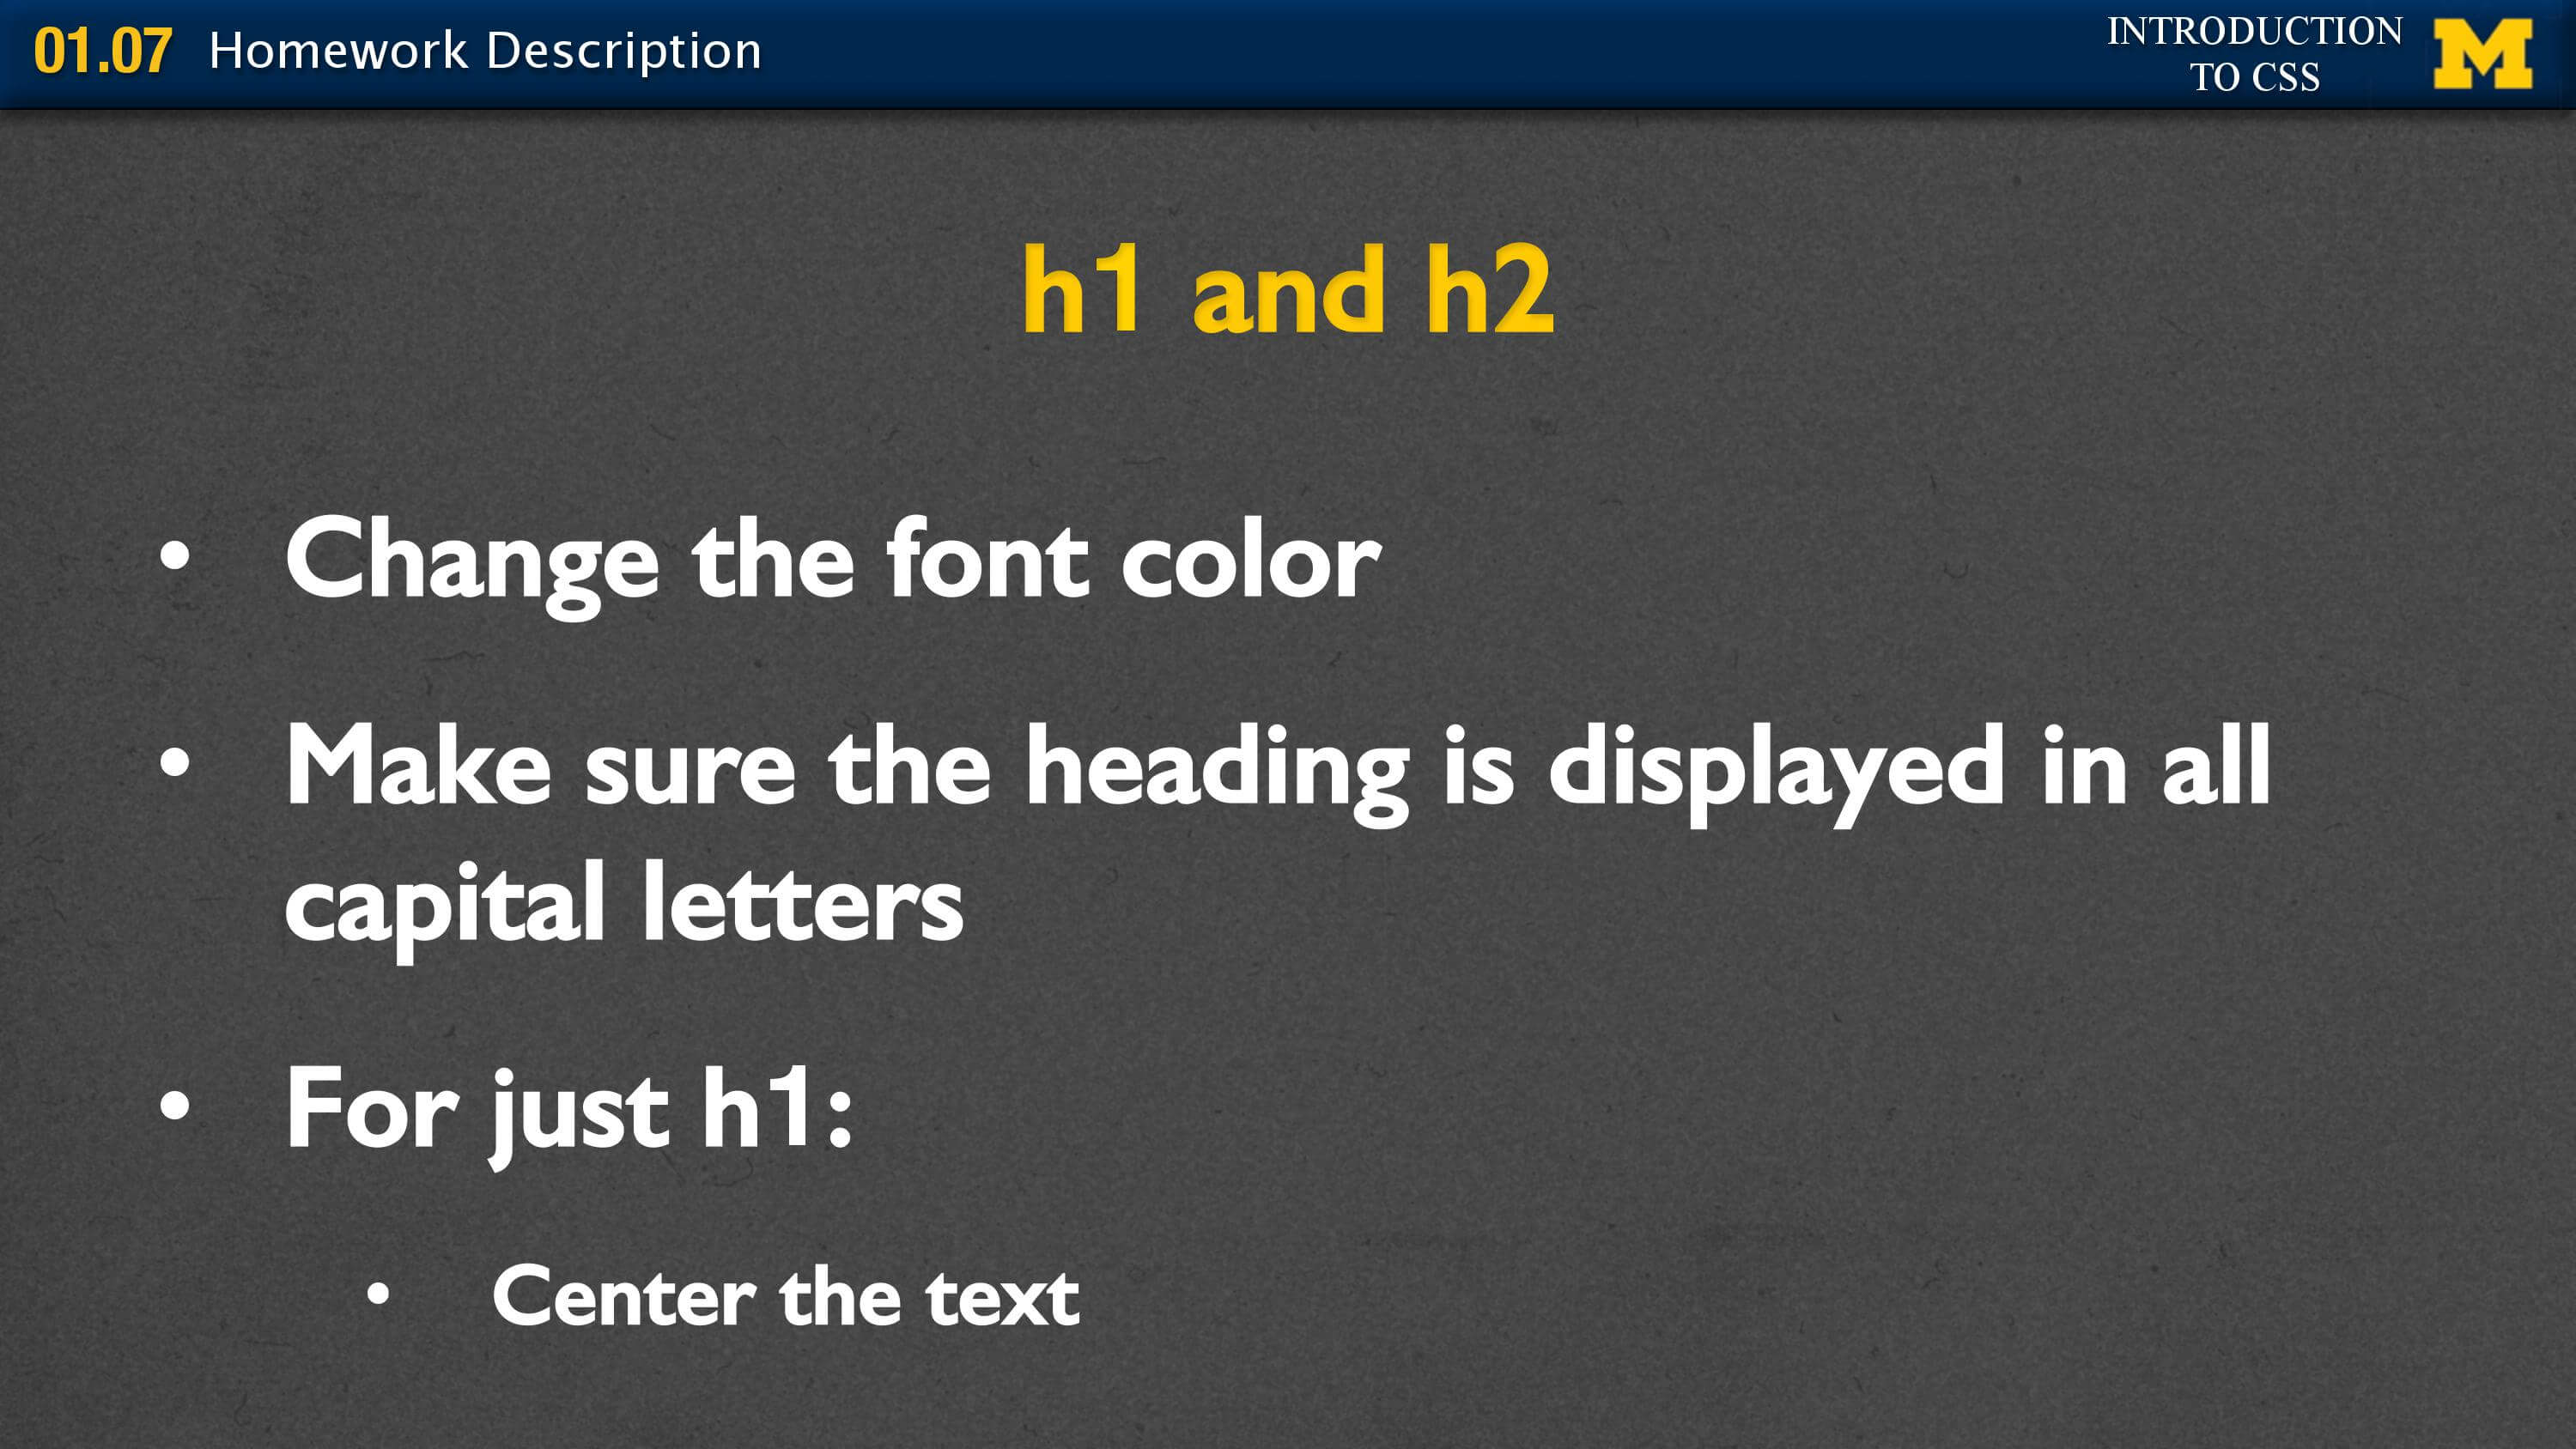 01.07 Homework Description
INTRODUCTION
TO CSS
M
h1 and h2
• Change the font color
• Make sure the heading is displayed in all
capital letters
• For just h1:
• Center the text